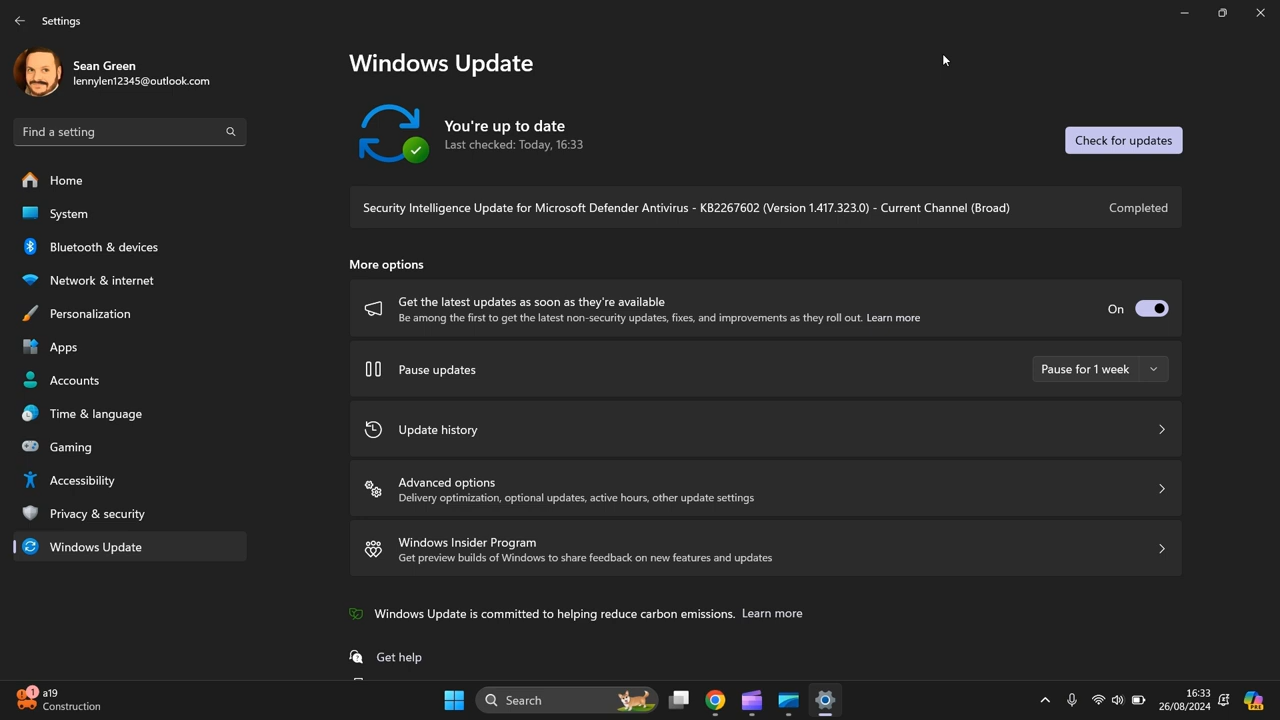 Settings
Sean Green
lennylen12345@outlook.com
Find a setting
Home
System
Bluetooth & devices
Network & internet
Personalization
Apps
Accounts
Time & language
Gaming
Accessibility
Privacy & security
Windows Update
Windows Update
You're up to date
Last checked: Today, 16:33
Check for updates
Security Intelligence Update for Microsoft Defender Antivirus - KB2267602 (Version 1.417.323.0) - Current Channel (Broad) Completed
More options
Get the latest updates as soon as they're available
Be among the first to get the latest non-security updates, fixes, and improvements as they roll out. Learn more
On
Pause updates
Pause for 1 week
Update history
Advanced options
Delivery optimization, optional updates, active hours, other update settings
Windows Insider Program
Get preview builds of Windows to share feedback on new features and updates
Windows Update is committed to helping reduce carbon emissions. Learn more
Get help
1
a19
Construction
Search
16:33
26/08/2024
PRE